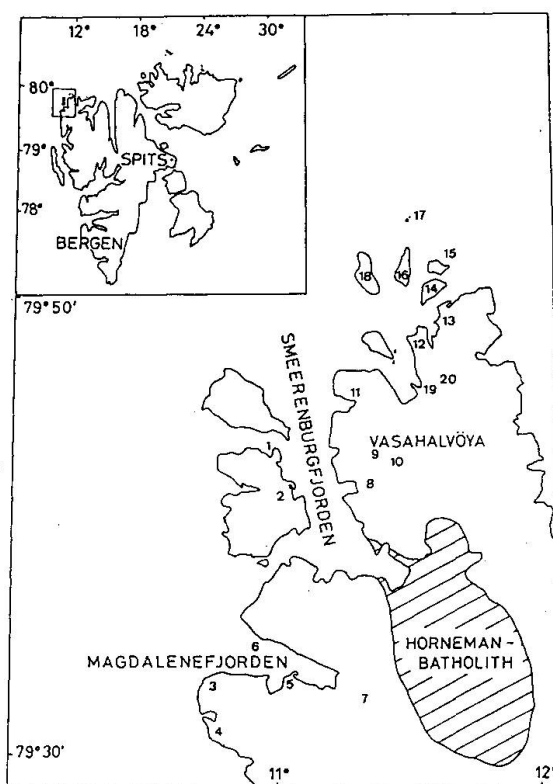 12° 18° 24° 30°
80°
79°
78°
SPITS-
BERGEN
79°50'
17
18 16 15
14
13
12
11 19 20
SMEERENBURGFJORDEN
VASAHALVÖYA
9 10
8
1
2
HORNEMAN-
BATHOLITH
6
MAGDALENEFJORDEN
3 5
7
4
79°30'
11° 12°